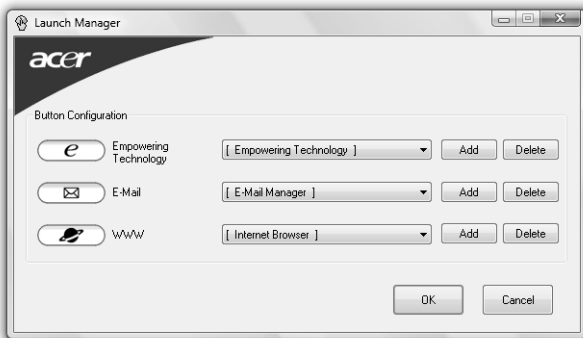 Launch Manager
acer
Button Configuration
e Empowering Technology [ Empowering Technology ] Add Delete
E-Mail [ E-Mail Manager ] Add Delete
WWW [ Internet Browser ] Add Delete
OK Cancel